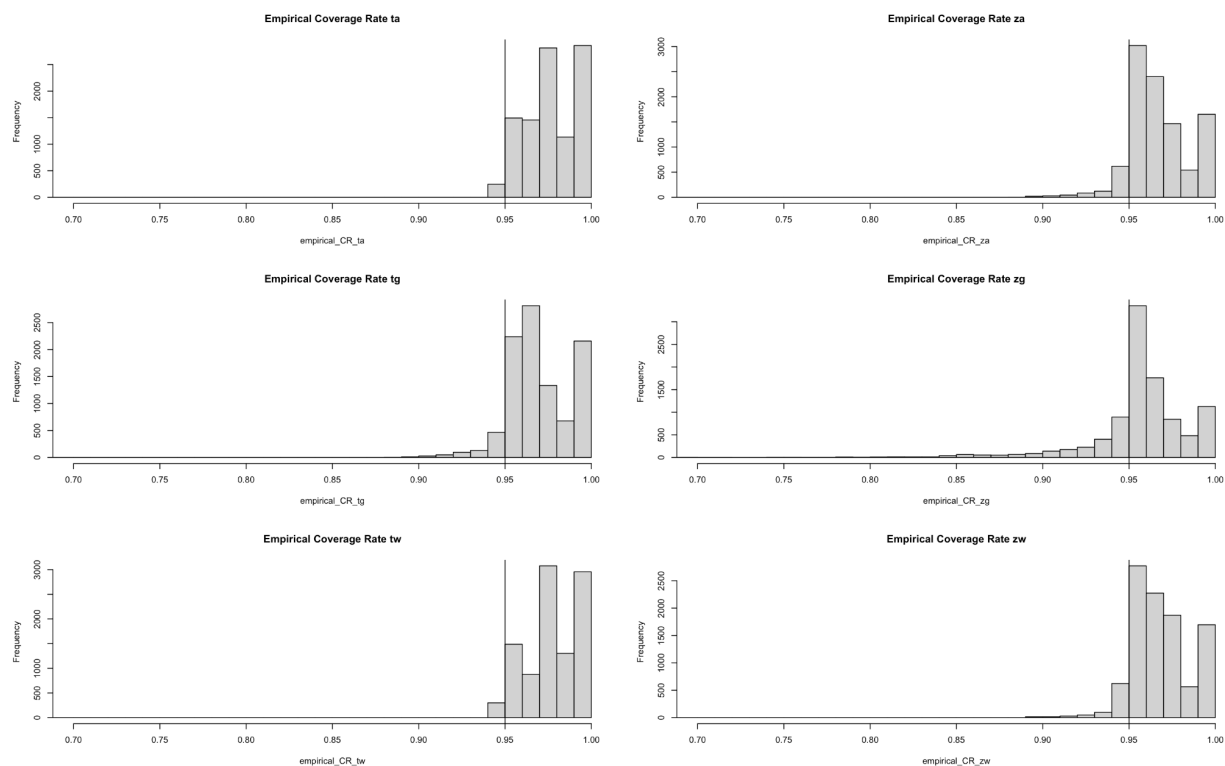 Empirical Coverage Rate ta
Frequency
0 500 1000 2000
0.70 0.75 0.80 0.85 0.90 0.95 1.00
empirical_CR_ta
Empirical Coverage Rate za
Frequency
0 500 1000 2000 3000
0.70 0.75 0.80 0.85 0.90 0.95 1.00
empirical_CR_za
Empirical Coverage Rate tg
Frequency
0 500 1000 1500 2000 2500
0.70 0.75 0.80 0.85 0.90 0.95 1.00
empirical_CR_tg
Empirical Coverage Rate zg
Frequency
0 500 1500 2500
0.70 0.75 0.80 0.85 0.90 0.95 1.00
empirical_CR_zg
Empirical Coverage Rate tw
Frequency
0 500 1000 2000 3000
0.70 0.75 0.80 0.85 0.90 0.95 1.00
empirical_CR_tw
Empirical Coverage Rate zw
Frequency
0 500 1000 1500 2000 2500
0.70 0.75 0.80 0.85 0.90 0.95 1.00
empirical_CR_zw